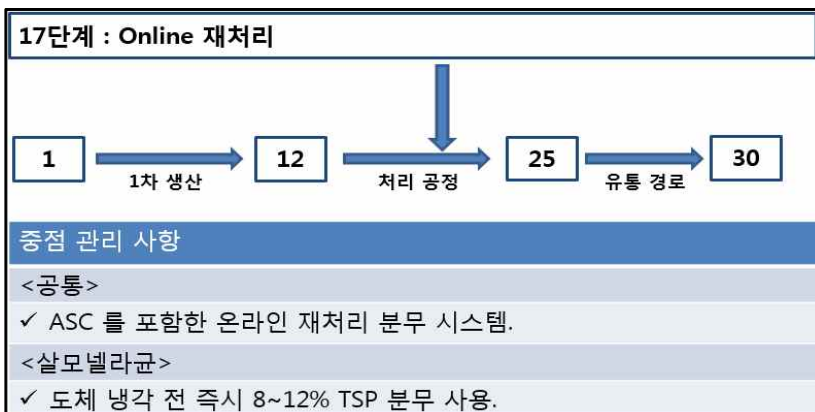 17단계 : Online 재처리
1 12 25 30
1차 생산 처리 공정 유통 경로
중점 관리 사항
<공통>
✓ ASC 를 포함한 온라인 재처리 분무 시스템.
<살모넬라균>
✓ 도체 냉각 전 즉시 8~12% TSP 분무 사용.